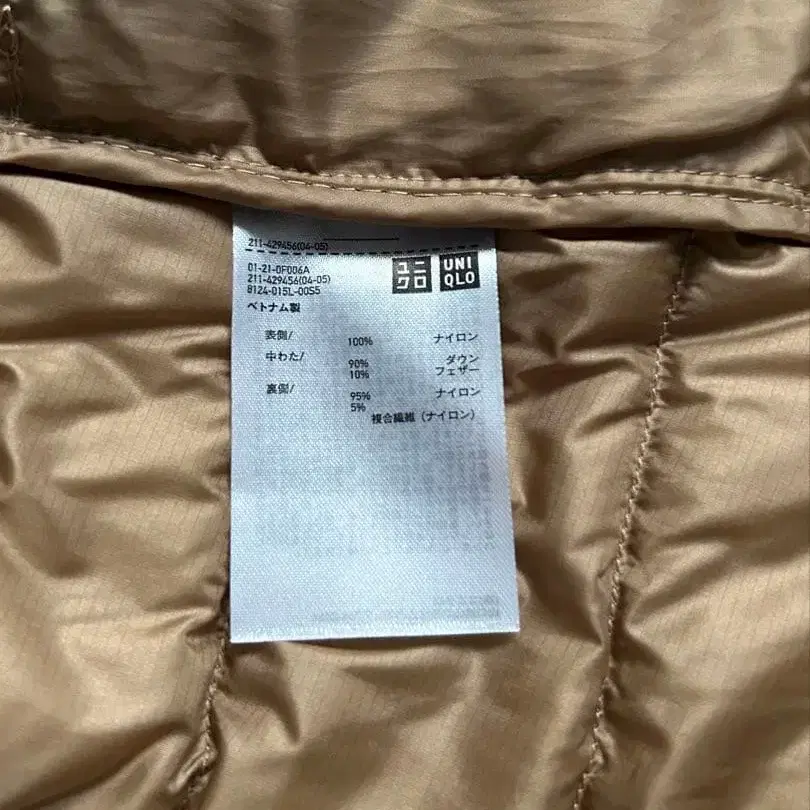 211-429456(04-05)
01-21-0F006A
211-429456(04-05)
8124-015L-00S5
ベトナム製
ユニ
クロ
UNI
QLO
表側/ 100% ナイロン
中わた/ 90% ダウン
10% フェザー
裏側/ 95% ナイロン
5% 複合繊維(ナイロン)